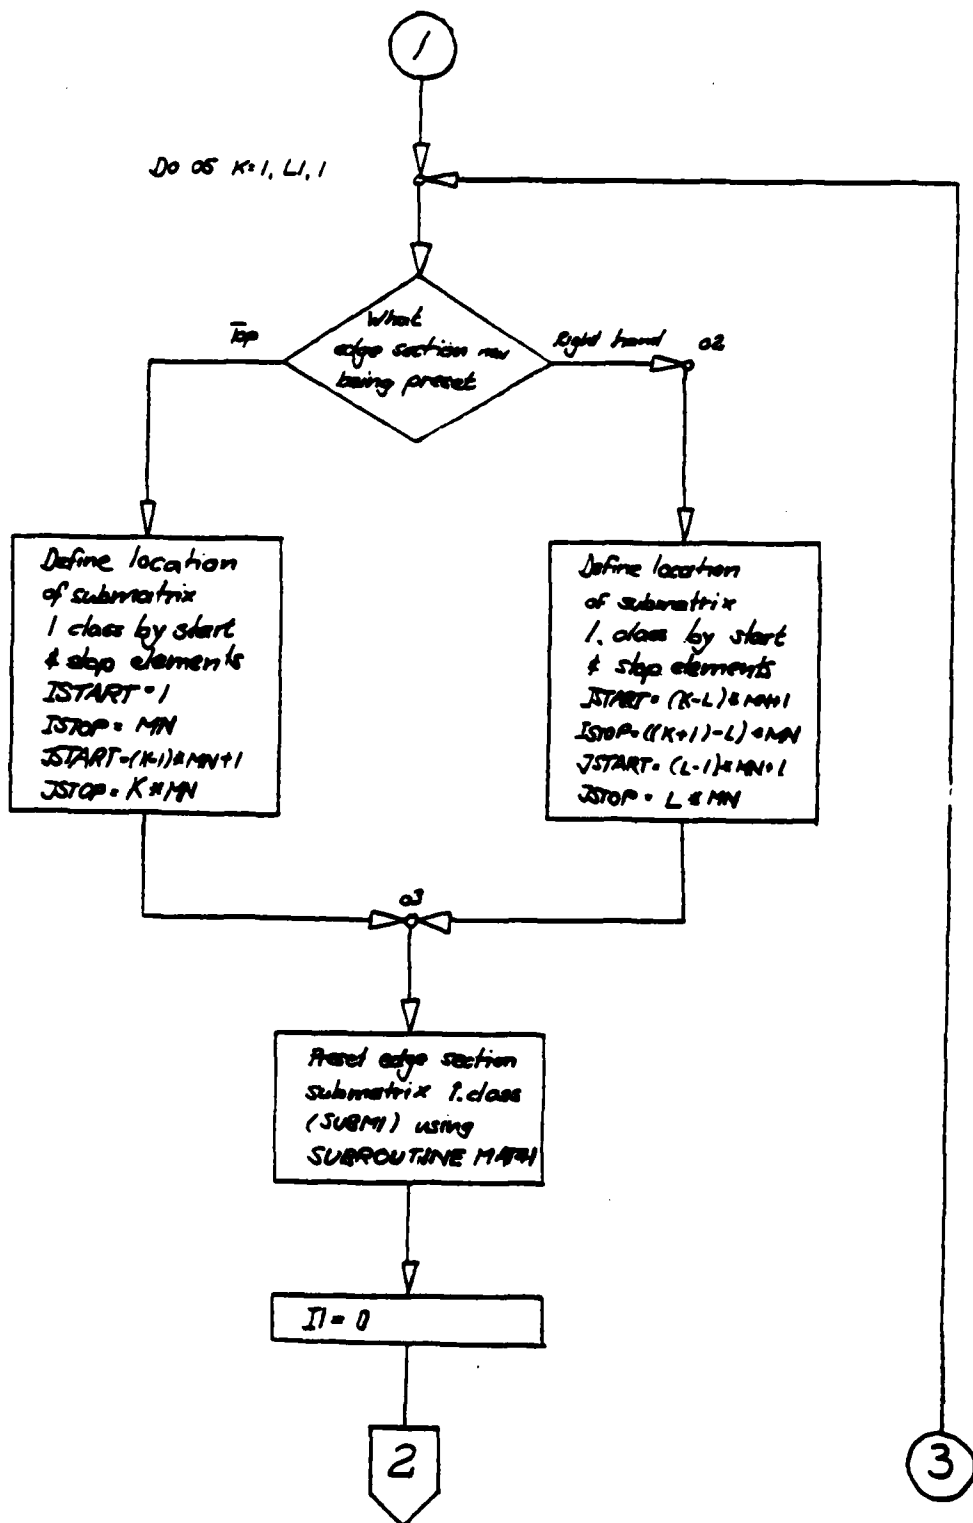 1
Do 05 K=1, L1, 1
What
edge section now
being preset
Top
Right hand
02
Define location
of submatrix
1 class by start
& stop elements
ISTART = 1
ISTOP = MN
JSTART=(K-1)*MN+1
JSTOP= K*MN
Define location
of submatrix
1. class by start
& stop elements
ISTART= (K-L)*MN+1
ISTOP=((K+1)-L)*MN
JSTART= (L-1)*MN+1
JSTOP= L*MN
03
Preset edge section
submatrix 1.class
(SUBM1) using
SUBROUTINE MATH
I1=0
2
3